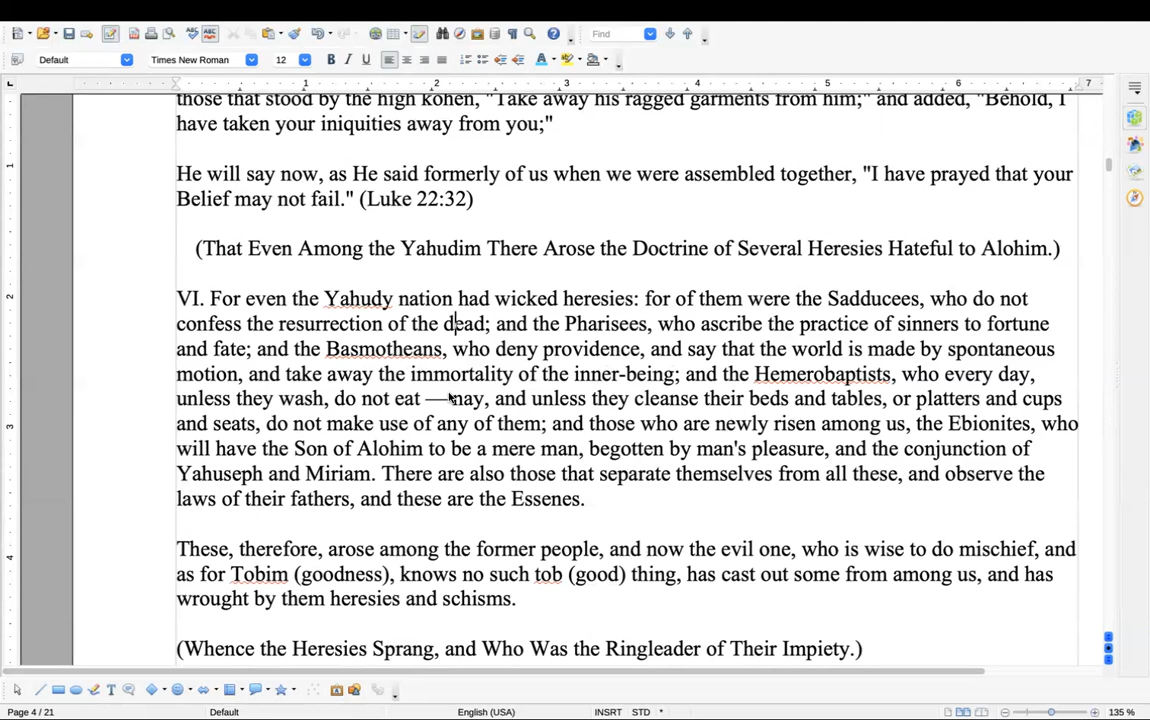 Default
Times New Roman
12
Find
1 2 3 4 5 6 7
those that stood by the high kohen, "Take away his ragged garments from him;" and added, "Behold, I
have taken your iniquities away from you;"
He will say now, as He said formerly of us when we were assembled together, "I have prayed that your
Belief may not fail." (Luke 22:32)
(That Even Among the Yahudim There Arose the Doctrine of Several Heresies Hateful to Alohim.)
VI. For even the Yahudy nation had wicked heresies: for of them were the Sadducees, who do not
confess the resurrection of the dead; and the Pharisees, who ascribe the practice of sinners to fortune
and fate; and the Basmotheans, who deny providence, and say that the world is made by spontaneous
motion, and take away the immortality of the inner-being; and the Hemerobaptists, who every day,
unless they wash, do not eat —nay, and unless they cleanse their beds and tables, or platters and cups
and seats, do not make use of any of them; and those who are newly risen among us, the Ebionites, who
will have the Son of Alohim to be a mere man, begotten by man's pleasure, and the conjunction of
Yahuseph and Miriam. There are also those that separate themselves from all these, and observe the
laws of their fathers, and these are the Essenes.
These, therefore, arose among the former people, and now the evil one, who is wise to do mischief, and
as for Tobim (goodness), knows no such tob (good) thing, has cast out some from among us, and has
wrought by them heresies and schisms.
(Whence the Heresies Sprang, and Who Was the Ringleader of Their Impiety.)
Page 4 / 21
Default
English (USA)
INSRT
STD
*
135 %